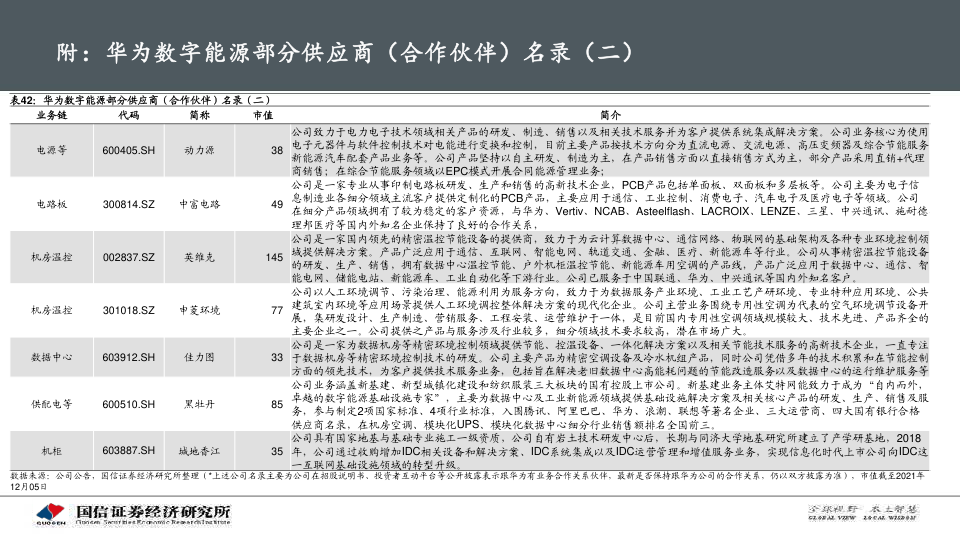 附：华为数字能源部分供应商（合作伙伴）名录（二）
表42：华为数字能源部分供应商（合作伙伴）名录（二）
业务链 代码 简称 市值 简介
电源等 600405.SH 动力源 38
公司致力于电力电子技术领域相关产品的研发、制造、销售以及相关技术服务并为客户提供系统集成解决方案。公司业务核心为使用
电子元器件与软件控制技术对电能进行变换和控制，目前主要产品按技术方向分为直流电源、交流电源、高压变频器及综合节能服务
新能源汽车配套产品业务等。公司产品坚持以自主研发、制造为主，在产品销售方面以直接销售方式为主，部分产品采用直销+代理
商销售；在综合节能服务领域以EPC模式开展合同能源管理业务；
电路板 300814.SZ 中富电路 49
公司是一家专业从事印制电路板研发、生产和销售的高新技术企业，PCB产品包括单面板、双面板和多层板等。公司主要为电子信
息制造业各细分领域主流客户提供定制化的PCB产品，主要应用于通信、工业控制、消费电子、汽车电子及医疗电子等领域。公司
在细分产品领域拥有了较为稳定的客户资源，与华为、Vertiv、NCAB、Asteelflash、LACROIX、LENZE、三星、中兴通讯、施耐德
理邦医疗等国内外知名企业保持了良好的合作关系，
机房温控 002837.SZ 英维克 145
公司是一家国内领先的精密温控节能设备的提供商，致力于为云计算数据中心、通信网络、物联网的基础架构及各种专业环境控制领
域提供解决方案。产品广泛应用于通信、互联网、智能电网、轨道交通、金融、医疗、新能源车等行业。公司从事精密温控节能设备
的研发、生产、销售，拥有数据中心温控节能、户外机柜温控节能、新能源车用空调的产品线，产品广泛应用于数据中心、通信、智
能电网、储能电站、新能源车、工业自动化等下游行业。公司已服务于中国联通、华为、中兴通讯等国内外知名客户。
机房温控 301018.SZ 申菱环境 77
公司以人工环境调节、污染治理、能源利用为服务方向，致力于为数据服务产业环境、工业工艺产研环境、专业特种应用环境、公共
建筑室内环境等应用场景提供人工环境调控整体解决方案的现代化企业。公司主营业务围绕专用性空调为代表的空气环境调节设备开
展，集研发设计、生产制造、营销服务、工程安装、运营维护于一体，是目前国内专用性空调领域规模较大、技术先进、产品齐全的
主要企业之一。公司提供之产品与服务涉及行业较多，细分领域技术要求较高，潜在市场广大。
数据中心 603912.SH 佳力图 33
公司是一家为数据机房等精密环境控制领域提供节能、控温设备、一体化解决方案以及相关节能技术服务的高新技术企业，一直专注
于数据机房等精密环境控制技术的研发。公司主要产品为精密空调设备及冷水机组产品，同时公司凭借多年的技术积累和在节能控制
方面的领先技术，为客户提供技术服务业务，包括旨在解决老旧数据中心高能耗问题的节能改造服务以及数据中心的运行维护服务等
供配电等 600510.SH 黑牡丹 85
公司业务涵盖新基建、新型城镇化建设和纺织服装三大板块的国有控股上市公司。新基建业务主体艾特网能致力于成为“自内而外，
卓越的数字能源基础设施专家”，主要为数据中心及工业新能源领域提供基础设施解决方案及相关核心产品的研发、生产、销售及服
务，参与制定2项国家标准、4项行业标准，入围腾讯、阿里巴巴、华为、浪潮、联想等著名企业、三大运营商、四大国有银行合格
供应商名录，在机房空调、模块化UPS、模块化数据中心细分行业销售额排名全国前三。
机柜 603887.SH 城地香江 35
公司具有国家地基与基础专业施工一级资质，公司自有岩土技术研发中心后，长期与同济大学地基研究所建立了产学研基地，2018
年，公司通过收购增加IDC相关设备和解决方案、IDC系统集成以及IDC运营管理和增值服务业务，实现信息化时代上市公司向IDC这
一互联网基础设施领域的转型升级。
数据来源：公司公告，国信证券经济研究所整理（*上述公司名录主要为公司在招股说明书、投资者互动平台等公开披露表示跟华为有业务合作关系伙伴，最新是否保持跟华为公司的合作关系，仍以双方披露为准），市值截至2021年
12月05日
GUOSEN
国信证券经济研究所
Guosen Securities Economic Research Institute
全球视野 本土智慧
GLOBAL VIEW LOCAL WISDOM